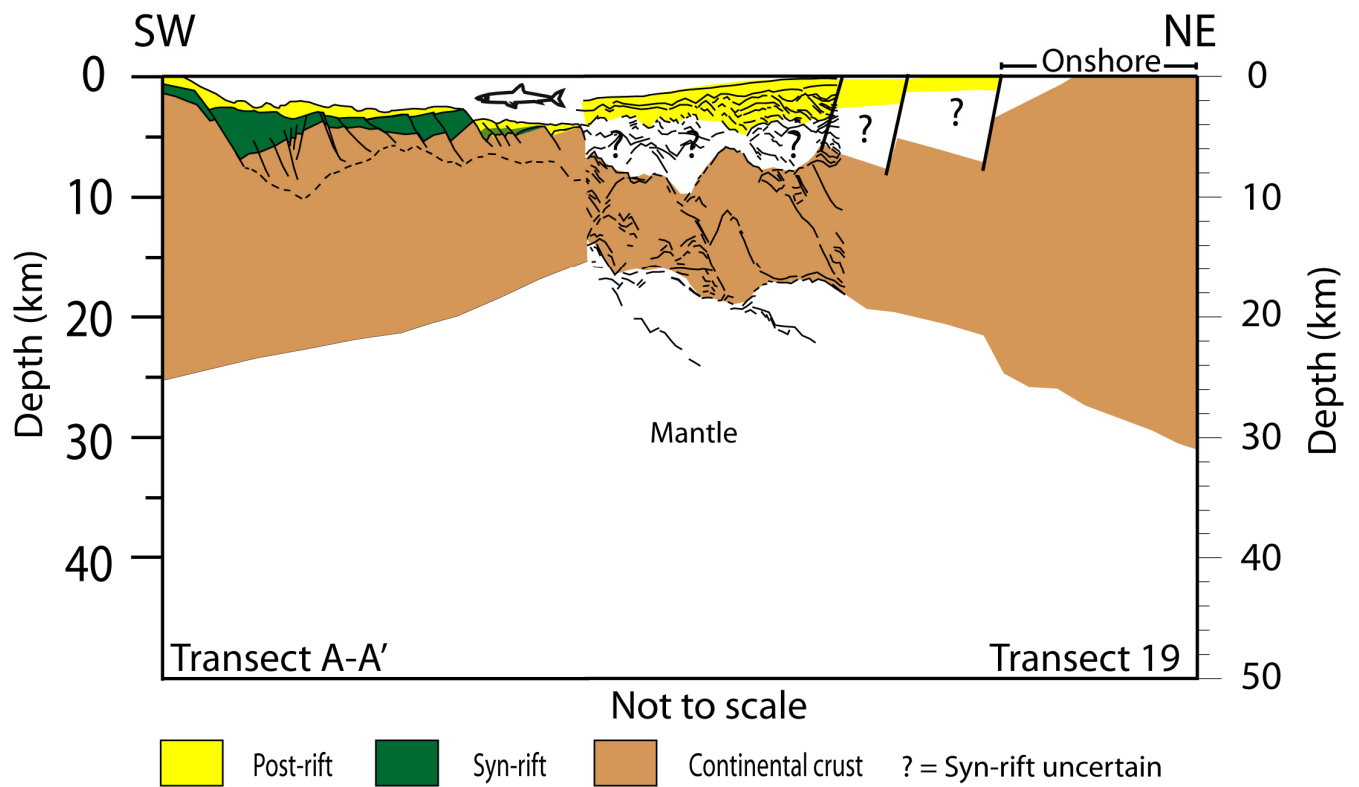 SW
NE
Onshore
0
10
20
30
40
Depth (km)
0
10
20
30
40
50
Depth (km)
?
?
?
?
?
Mantle
Transect A-A’
Transect 19
Not to scale
Post-rift
Syn-rift
Continental crust
? = Syn-rift uncertain